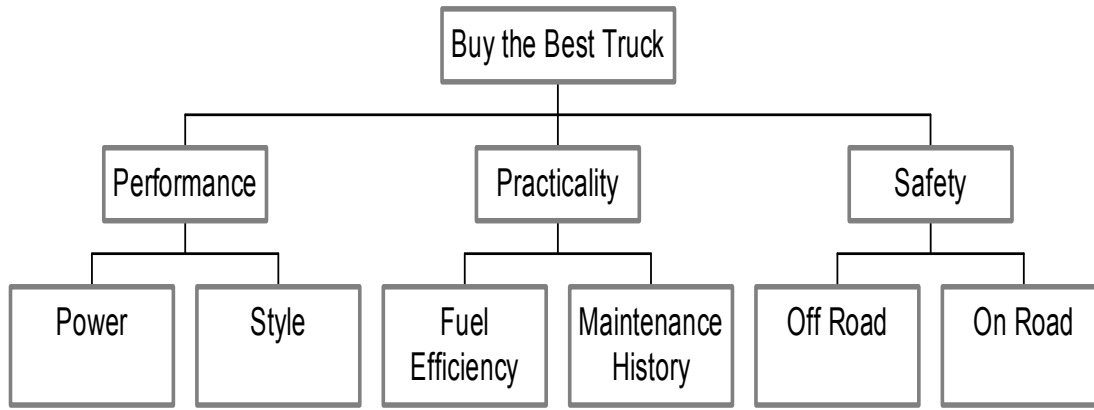 Buy the Best Truck
Performance
Practicality
Safety
Power
Style
Fuel
Efficiency
Maintenance
History
Off Road
On Road